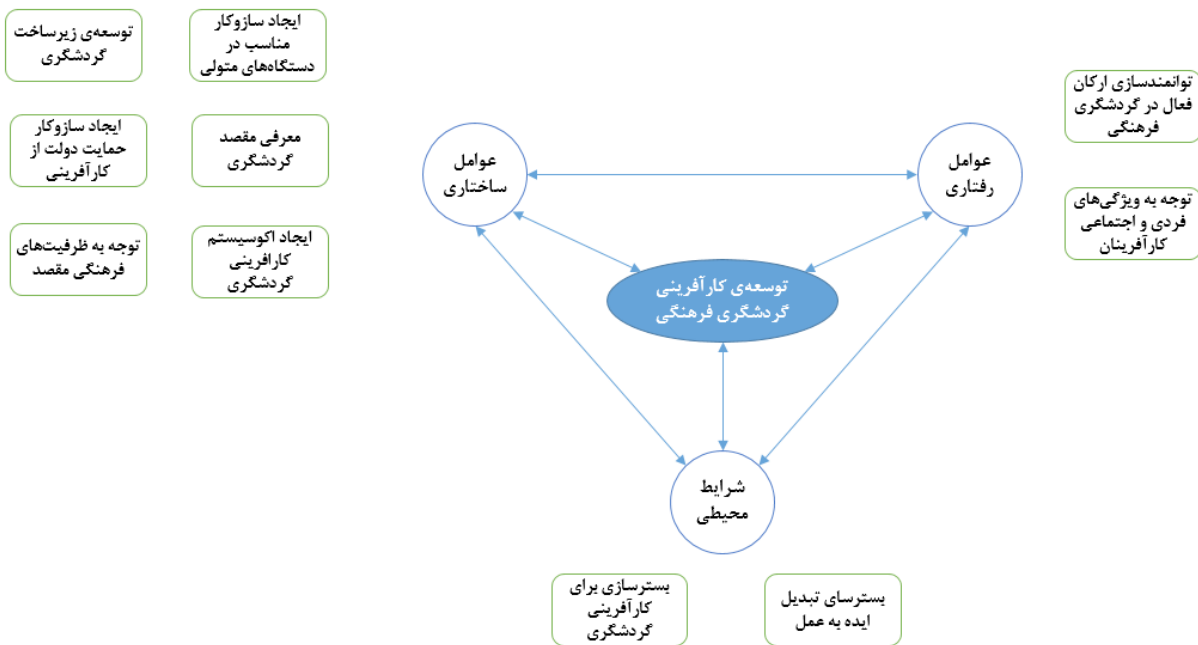 توانمندسازی ارکان
فعال در گردشگری
فرهنگی
توجه به ویژگی‌های
فردی و اجتماعی
کارآفرینان
عوامل
رفتاری
عوامل
ساختاری
توسعه‌ی کارآفرینی
گردشگری فرهنگی
شرایط
محیطی
ایجاد سازوکار
مناسب در
دستگاه‌های متولی
توسعه‌ی زیرساخت
گردشگری
معرفی مقصد
گردشگری
ایجاد سازوکار
حمایت دولت از
کارآفرینی
ایجاد اکوسیستم
کارافرینی
گردشگری
توجه به ظرفیت‌های
فرهنگی مقصد
بسترسای تبدیل
ایده به عمل
بسترسازی برای
کارآفرینی
گردشگری